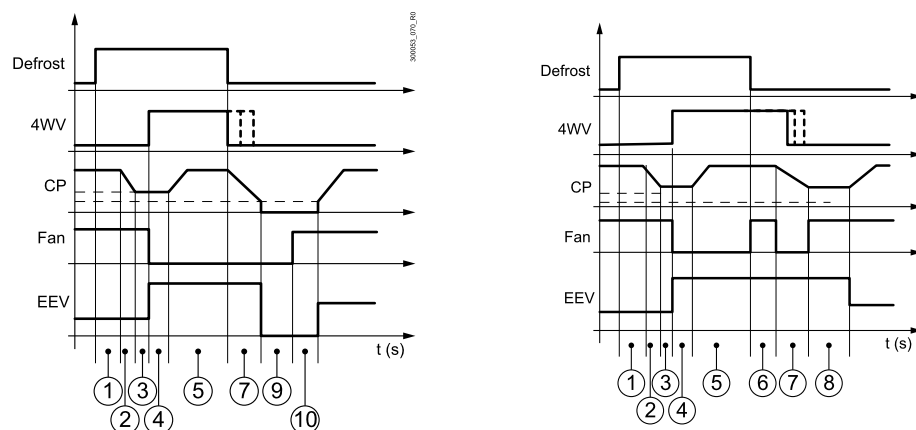 300053_070_R0
Defrost
4WV
CP
Fan
EEV
t (s)
1
2
3
4
5
7
9
10
Defrost
4WV
CP
Fan
EEV
t (s)
1
2
3
4
5
6
7
8